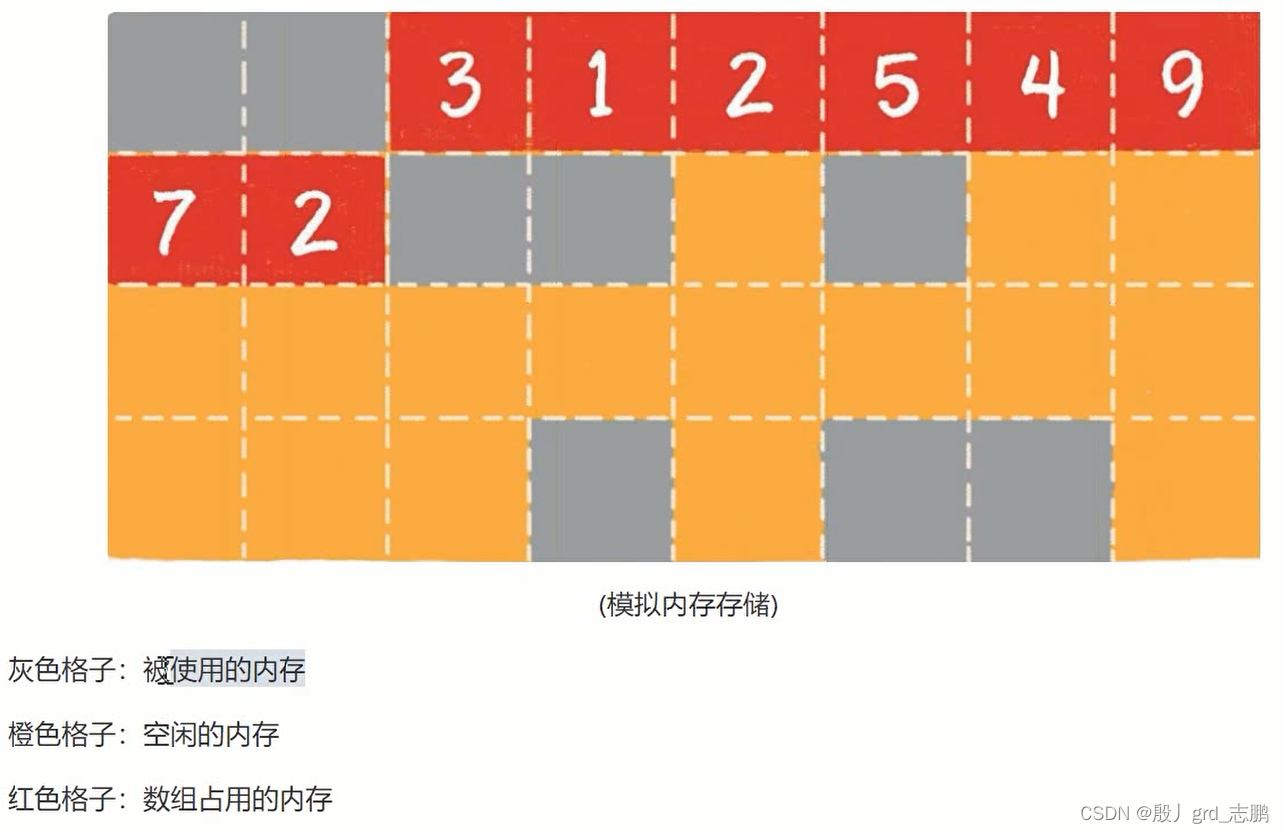 3 1 2 5 4 9
7 2
(模拟内存存储)
灰色格子：被使用的内存
橙色格子：空闲的内存
红色格子：数组占用的内存
CSDN @殷丿grd_志鹏